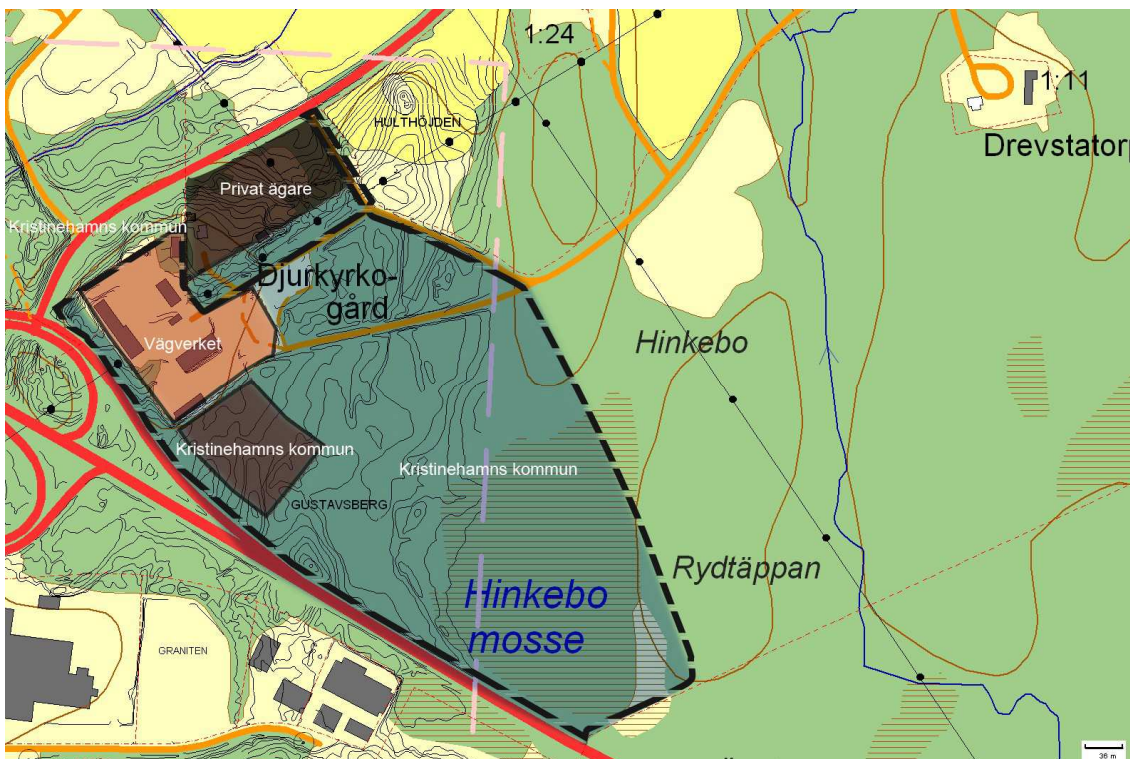 1:24
1:11
HULTHÖJDEN
Drevstatorp
Privat ägare
Kristinehamns kommun
Djurkyrko-
gård
Vägverket
Hinkebo
Kristinehamns kommun
Kristinehamns kommun
GUSTAVSBERG
Rydtäppan
Hinkebo
mosse
GRANITEN
36 m